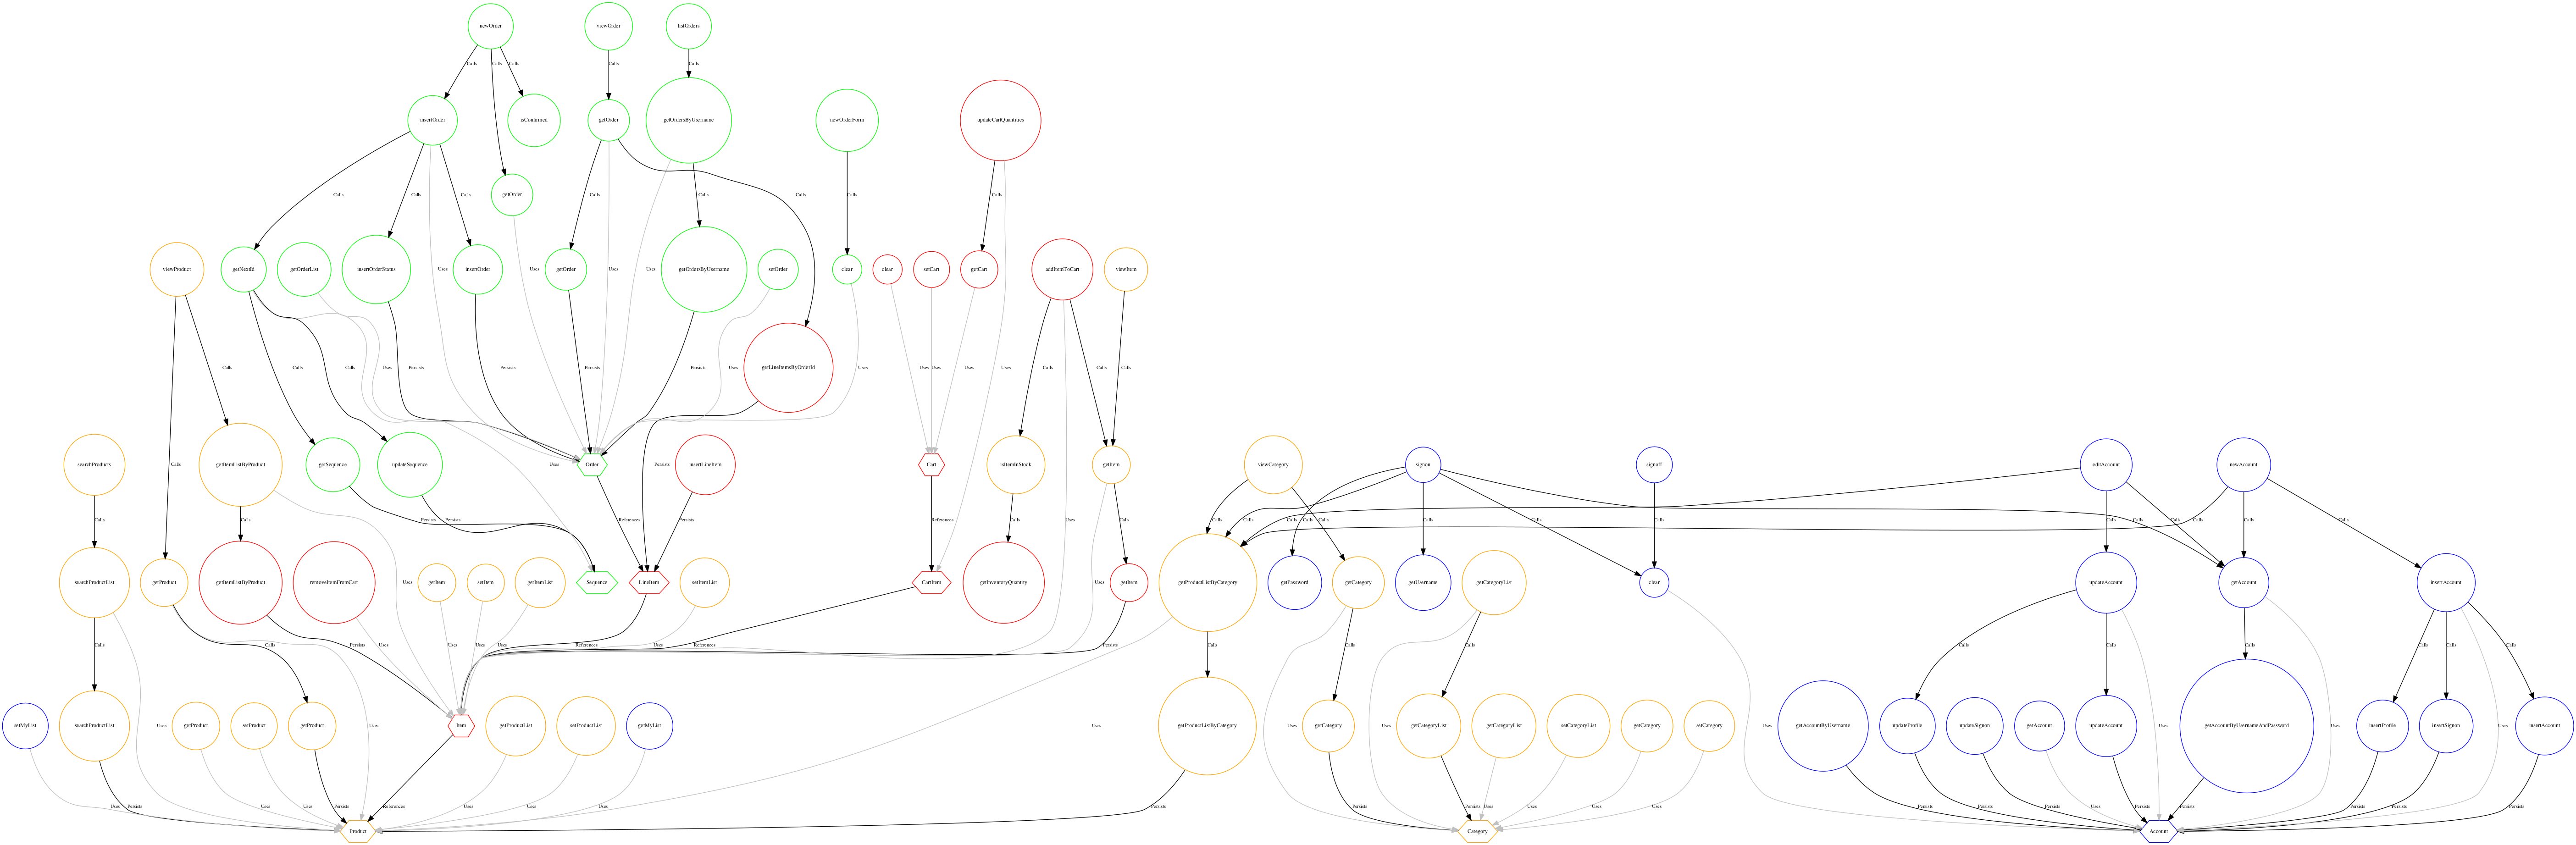 newOrder
viewOrder
listOrders
Calls
Calls
Calls
Calls
Calls
insertOrder
isConfirmed
getOrder
getOrdersByUsername
newOrderForm
updateCartQuantities
Calls
Calls
Calls
getOrder
Calls
Calls
Calls
Calls
Calls
viewProduct
getNextId
getOrderList
insertOrderStatus
Uses
insertOrder
Uses
getOrder
Uses
Uses
getOrdersByUsername
setOrder
clear
clear
setCart
getCart
addItemToCart
viewItem
Calls
Calls
Calls
Calls
Uses
Persists
Persists
Persists
Persists
Uses
getLineItemsByOrderId
Uses
Uses
Uses
Uses
Uses
Calls
Calls
Calls
searchProducts
getItemListByProduct
getSequence
updateSequence
Uses
Order
Persists
insertLineItem
Cart
isItemInStock
getItem
viewCategory
signon
signoff
editAccount
newAccount
Calls
Calls
Persists
Persists
References
Persists
References
Calls
Uses
Calls
Calls
Calls
Calls
Calls
Calls
Calls
Calls
Calls
Calls
Calls
Calls
Calls
Calls
searchProductList
getProduct
getItemListByProduct
removeItemFromCart
Uses
getItem
setItem
getItemList
Sequence
LineItem
setItemList
CartItem
getInventoryQuantity
Uses
getItem
getProductListByCategory
getPassword
getCategory
getUsername
getCategoryList
clear
updateAccount
getAccount
insertAccount
Calls
Calls
Persists
Uses
Uses
Uses
Uses
References
Uses
References
Persists
Calls
Calls
Calls
Calls
Calls
Calls
Calls
Calls
Calls
setMyList
searchProductList
Uses
getProduct
setProduct
getProduct
Uses
Item
getProductList
setProductList
getMyList
Uses
getProductListByCategory
Uses
getCategory
Uses
getCategoryList
getCategoryList
setCategoryList
getCategory
setCategory
Uses
getAccountByUsername
updateProfile
updateSignon
getAccount
updateAccount
Uses
getAccountByUsernameAndPassword
Uses
insertProfile
insertSignon
Uses
insertAccount
Uses
Persists
Uses
Uses
Persists
References
Uses
Uses
Uses
Persists
Persists
Persists
Uses
Uses
Uses
Uses
Persists
Persists
Persists
Uses
Persists
Persists
Persists
Persists
Persists
Product
Category
Account